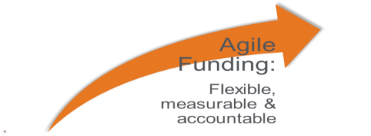 Agile
Funding:
Flexible,
measurable &
accountable